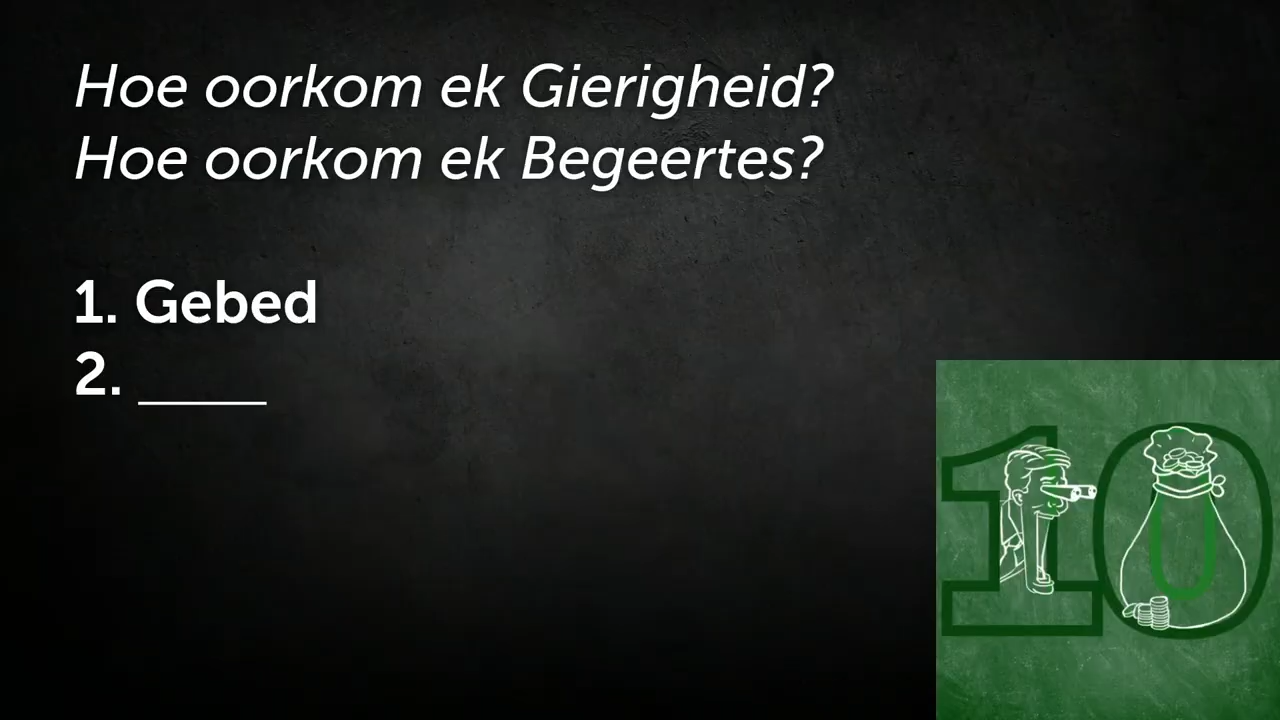 Hoe oorkom ek Gierigheid?
Hoe oorkom ek Begeertes?
1. Gebed
2. _____
10